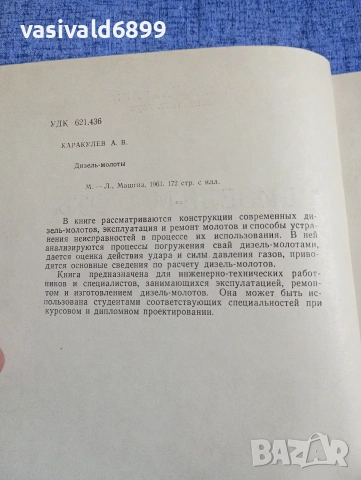 vasivald6899
УДК 621.436
КАРАКУЛЕВ А. В.
Дизель-молоты
М. — Л., Машгиз, 1961. 172 стр. с илл.
В книге рассматриваются конструкции современных ди-
зель-молотов, эксплуатация и ремонт молотов и способы устра-
нения неисправностей в процессе их использования. В ней
анализируются процессы погружения свай дизель-молотами,
дается оценка действия удара и силы давления газов, приво-
дятся основные сведения по расчету дизель-молотов.
Книга предназначена для инженерно-технических работ-
ников и специалистов, занимающихся эксплуатацией, ремон-
том и изготовлением дизель-молотов. Она может быть ис-
пользована студентами соответствующих специальностей при
курсовом и дипломном проектировании.
BAZAR.BG